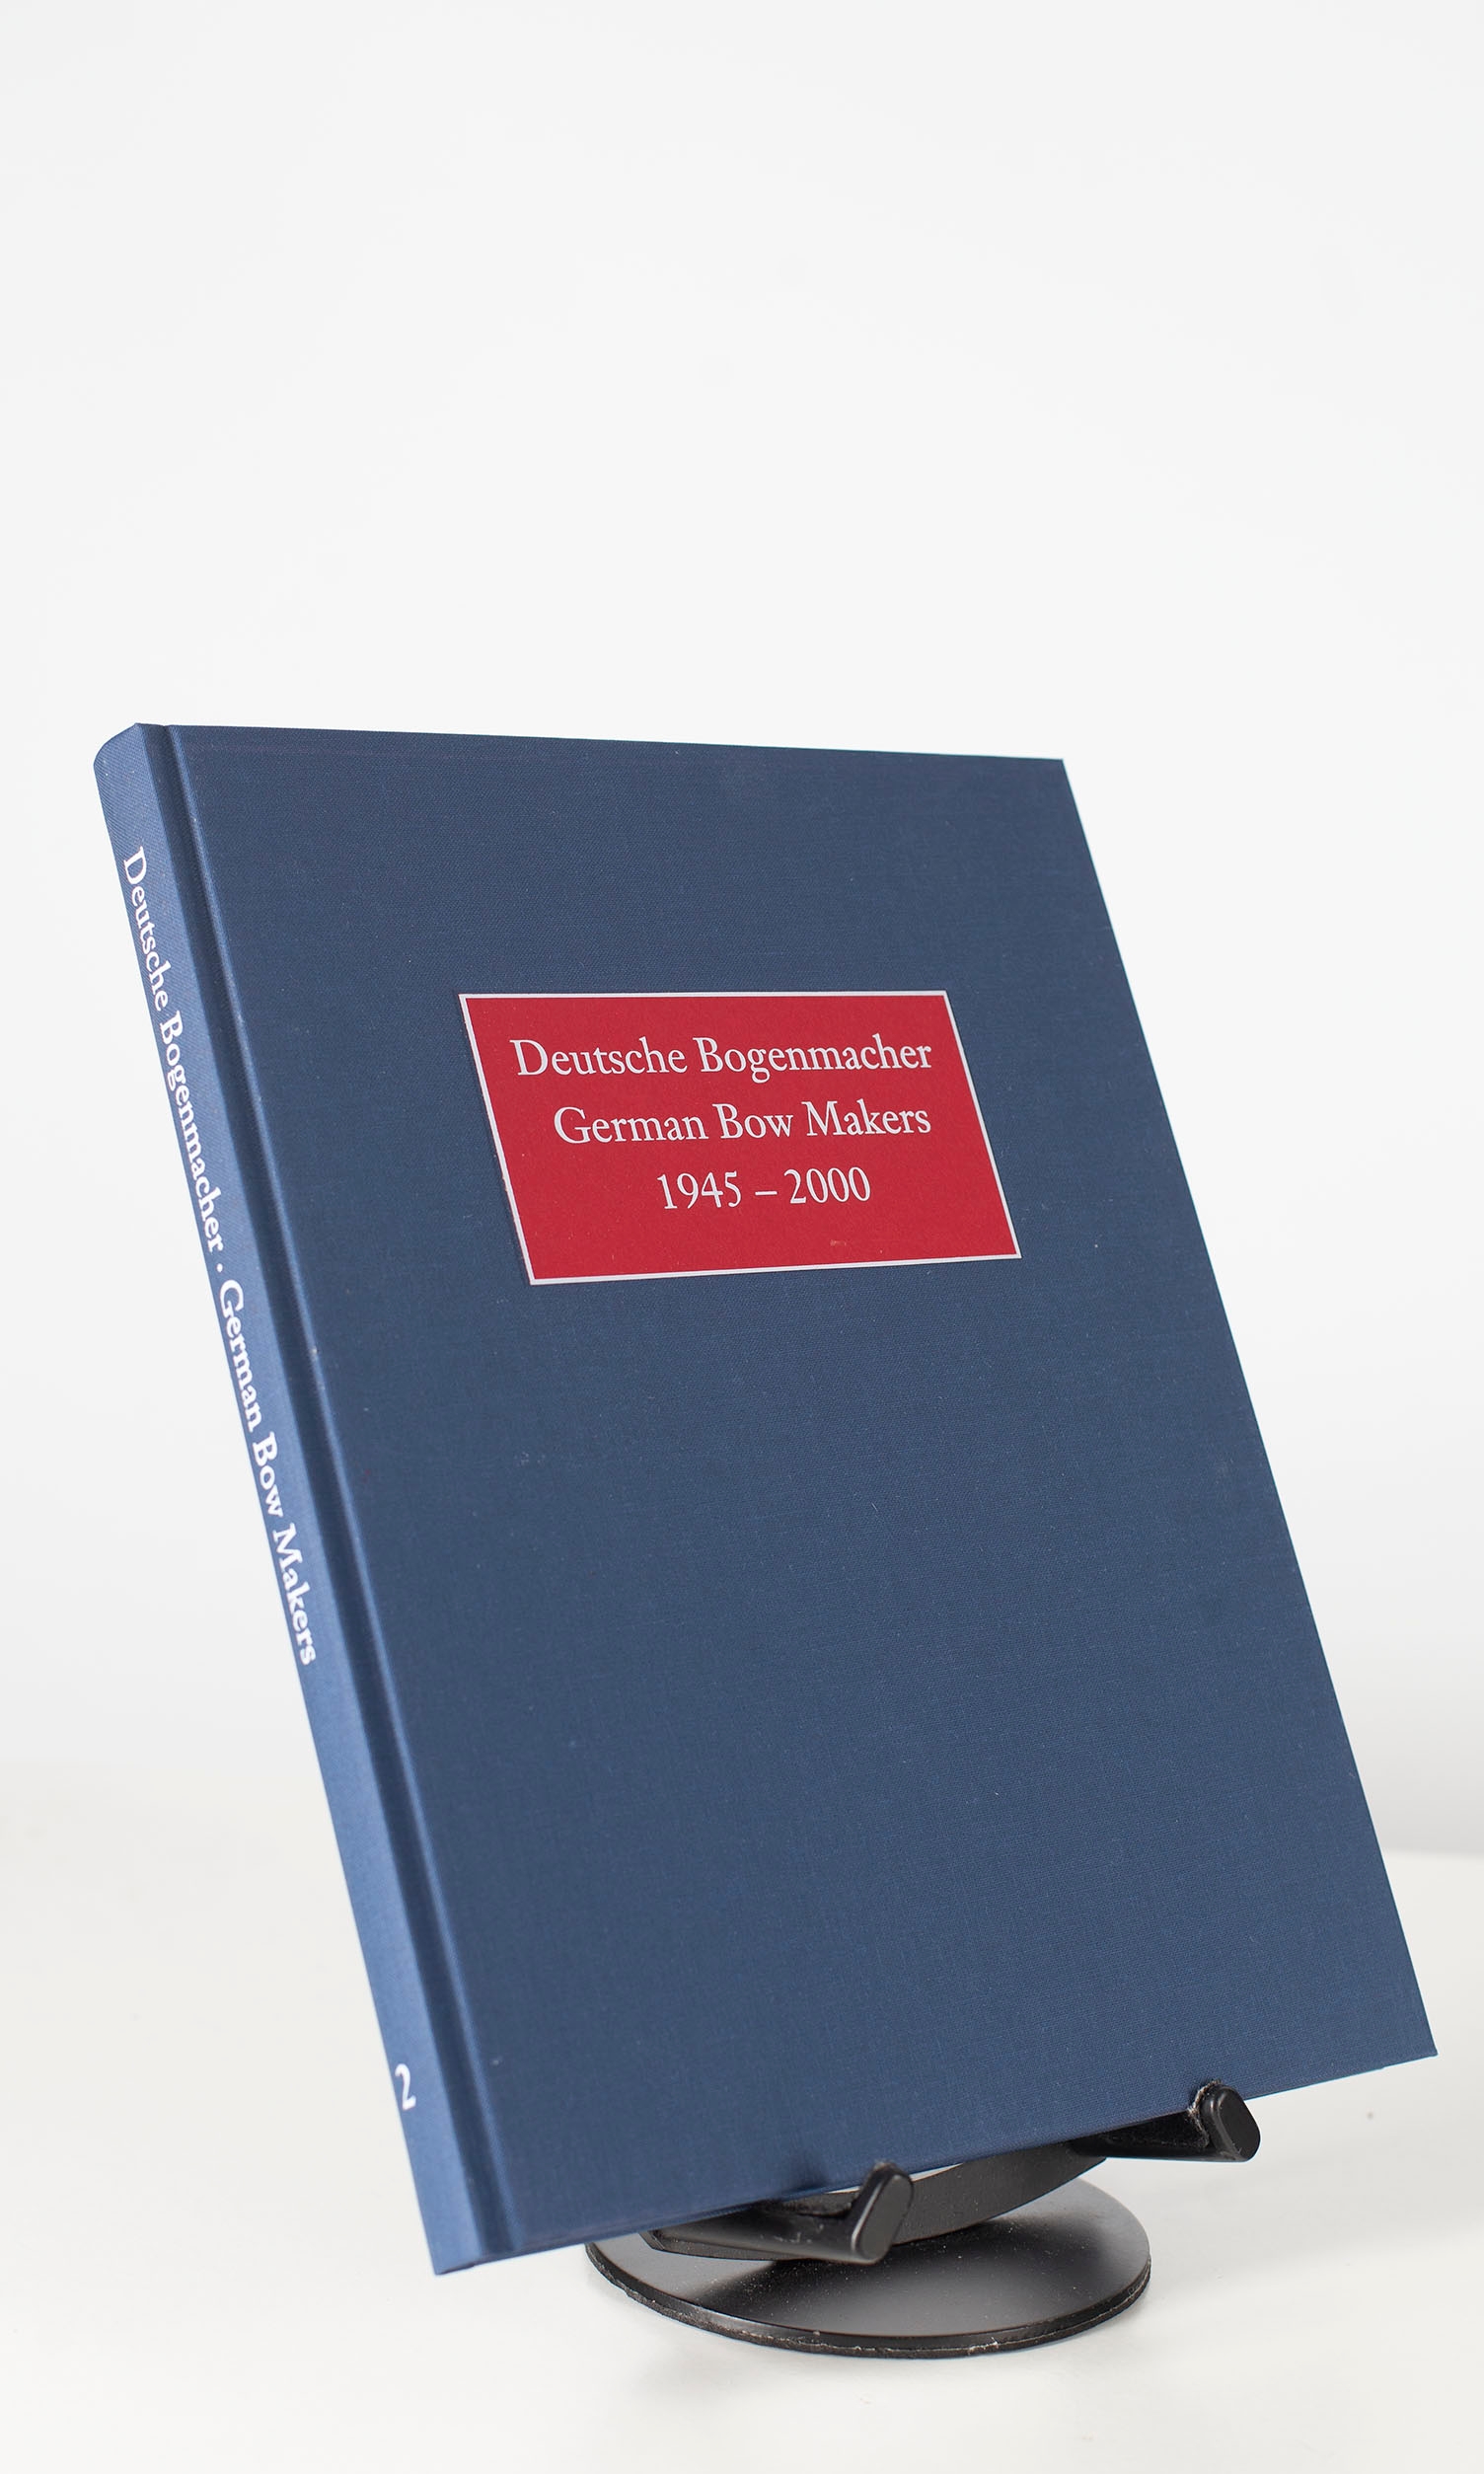 Deutsche Bogenmacher
German Bow Makers
1945 – 2000
Deutsche Bogenmacher · German Bow Makers
2